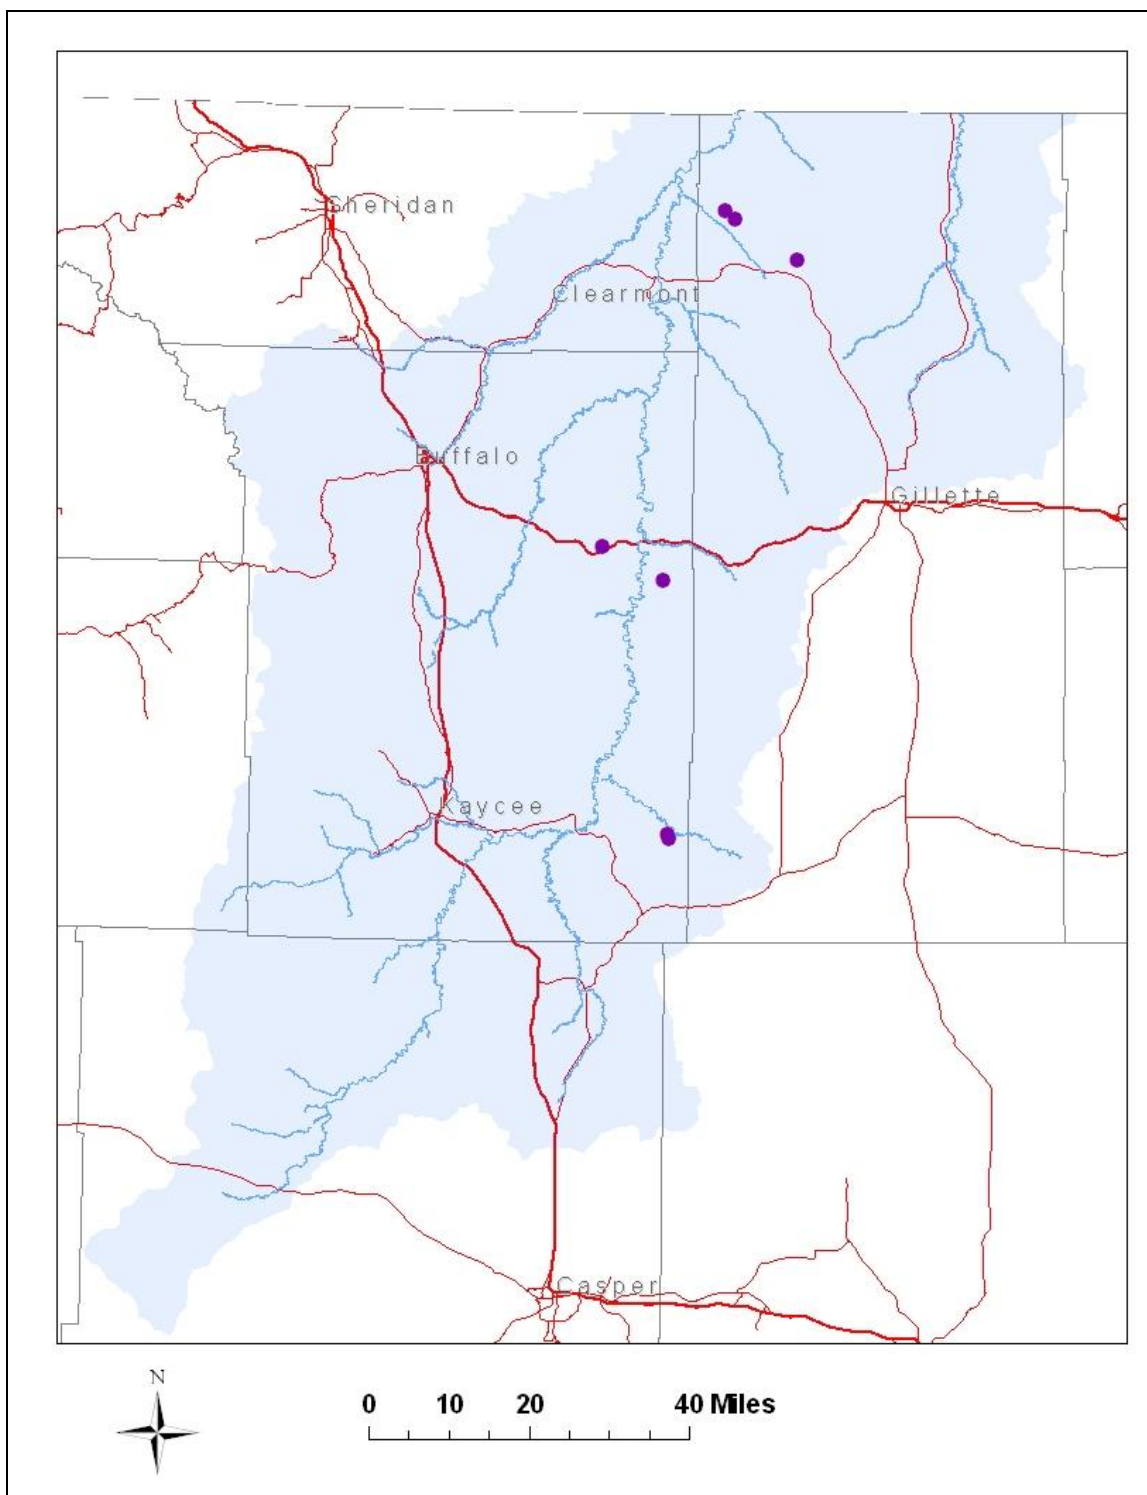 Sheridan
Clearmont
Buffalo
Gillette
Kaycee
Casper
N
0 10 20 40 Miles